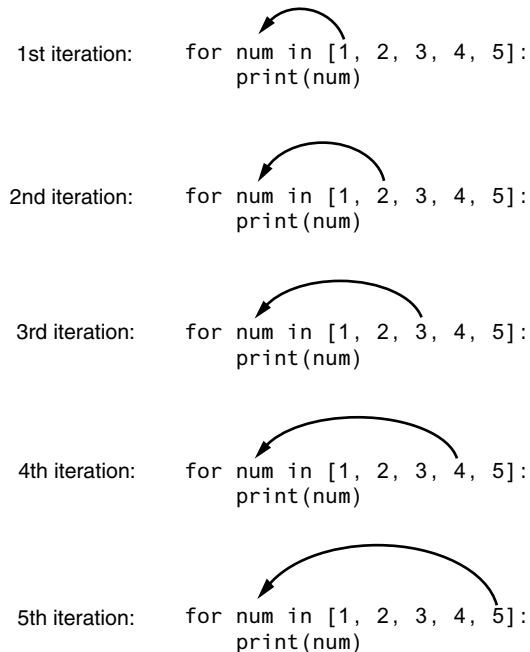 1st iteration: for num in [1, 2, 3, 4, 5]:
print(num)
2nd iteration: for num in [1, 2, 3, 4, 5]:
print(num)
3rd iteration: for num in [1, 2, 3, 4, 5]:
print(num)
4th iteration: for num in [1, 2, 3, 4, 5]:
print(num)
5th iteration: for num in [1, 2, 3, 4, 5]:
print(num)